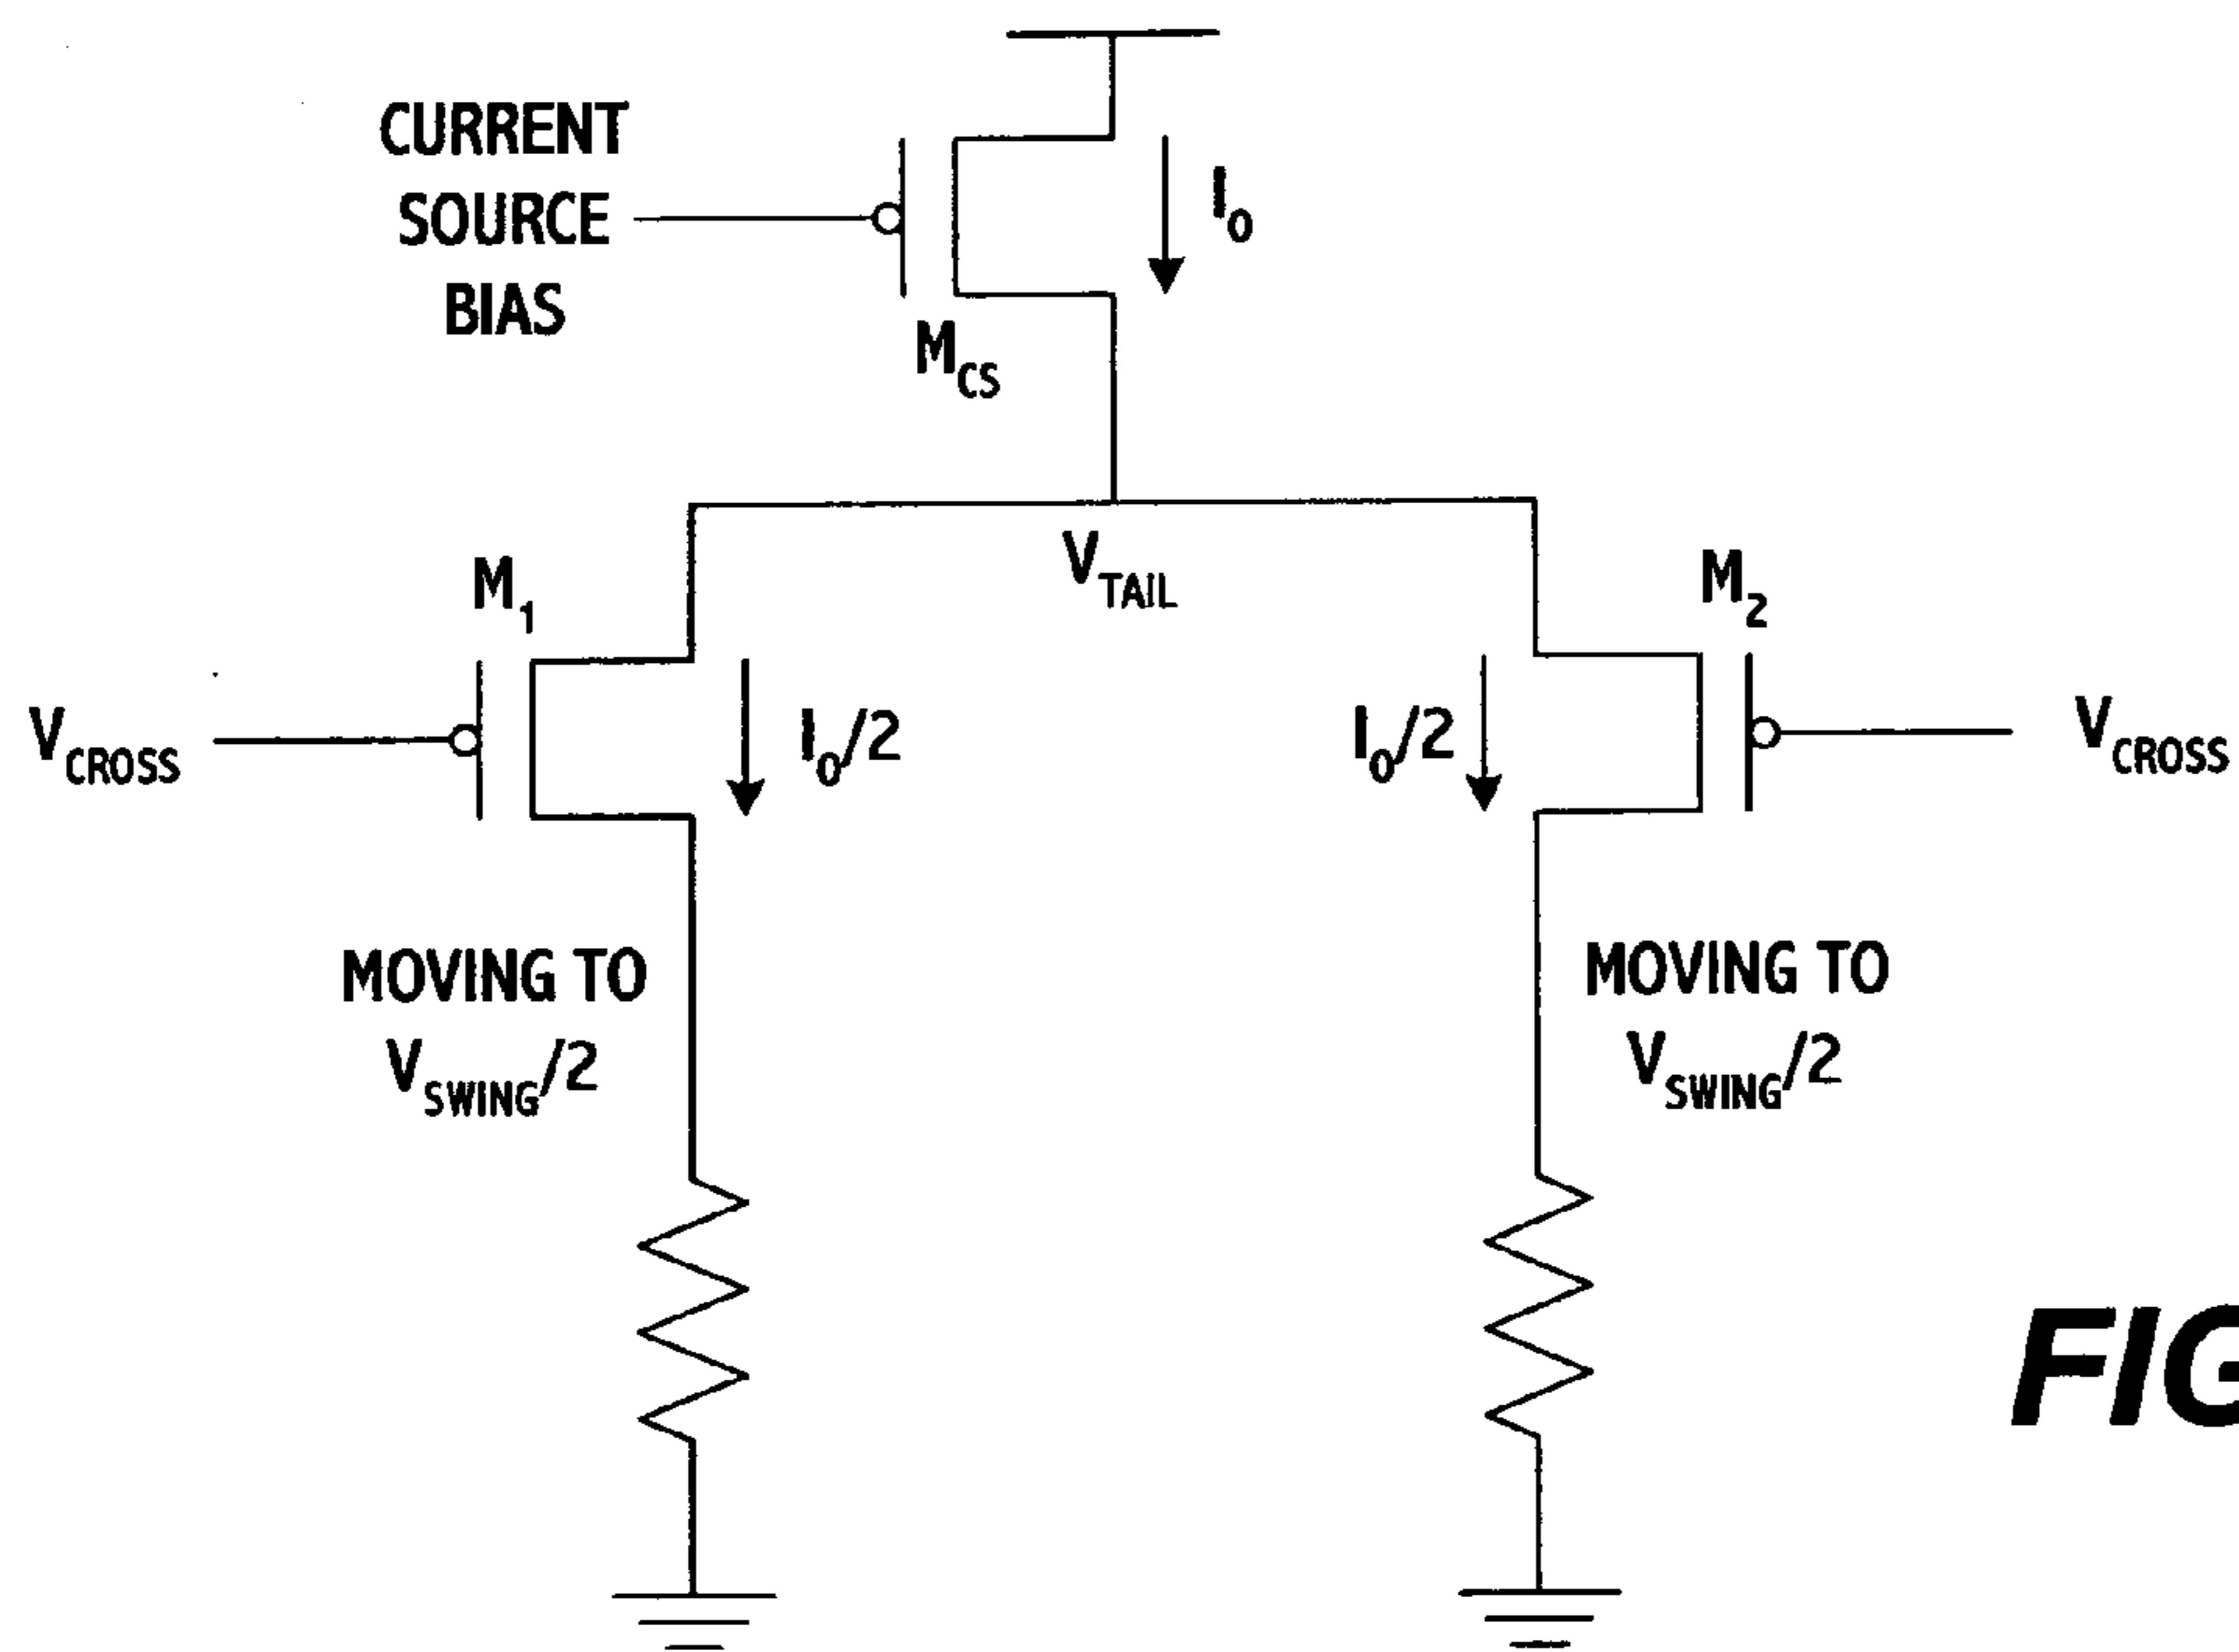 CURRENT
SOURCE
BIAS
I0
MCS
VTAIL
M1
M2
VCROSS
I0/2
I0/2
VCROSS
MOVING TO
VSWING/2
MOVING TO
VSWING/2
FIG